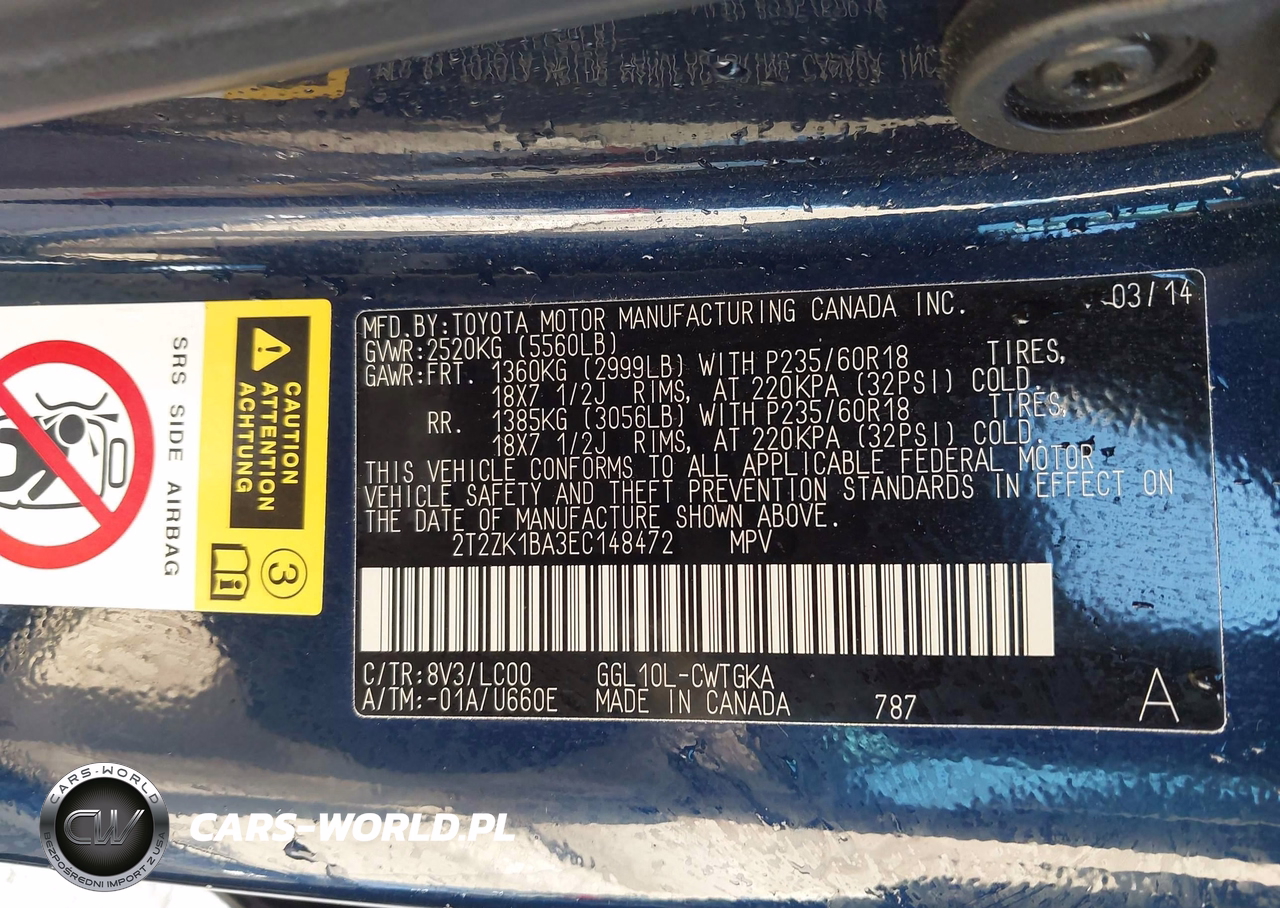 03/14
MFD.BY:TOYOTA MOTOR MANUFACTURING CANADA INC.
GVWR:2520KG (5560LB)
GAWR:FRT. 1360KG (2999LB) WITH P235/60R18 TIRES,
18X7 1/2J RIMS, AT 220KPA (32PSI) COLD.
RR. 1385KG (3056LB) WITH P235/60R18 TIRES,
18X7 1/2J RIMS, AT 220KPA (32PSI) COLD.
THIS VEHICLE CONFORMS TO ALL APPLICABLE FEDERAL MOTOR
VEHICLE SAFETY AND THEFT PREVENTION STANDARDS IN EFFECT ON
THE DATE OF MANUFACTURE SHOWN ABOVE.
2T2ZK1BA3EC148472 MPV
C/TR:8V3/LC00 GGL10L-CWTGKA
A/TM:-01A/U660E MADE IN CANADA 787 A
CAUTION
ATTENTION
ACHTUNG
3
SRS SIDE AIRBAG
CARS-WORLD
CW
BEZPOŚREDNI IMPORT Z USA
CARS-WORLD.PL